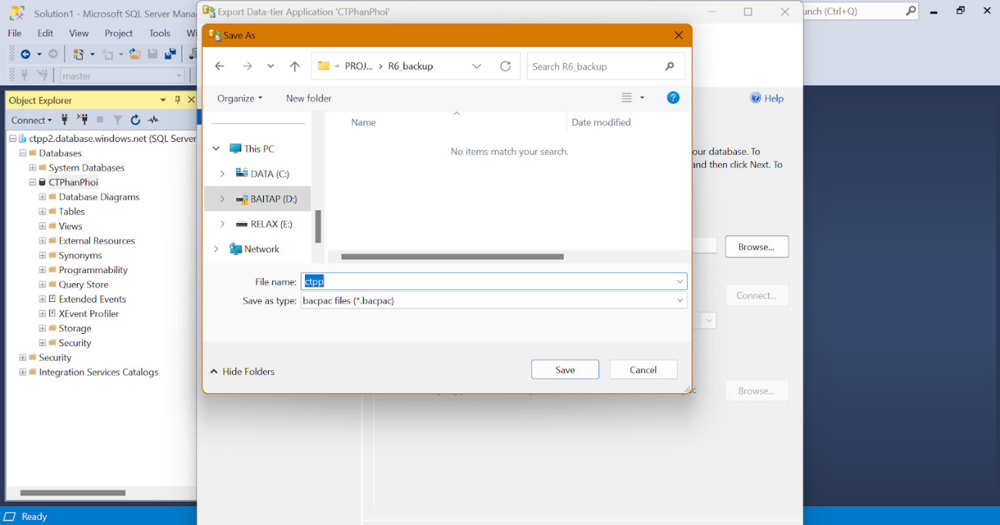 Solution1 - Microsoft SQL Server Mana
Export Data-tier Application 'CTPhanPhoi'
unch (Ctrl+Q)
File Edit View Project Tools Wi
master
Save As
« PROJ... › R6_backup
Search R6_backup
Organize
New folder
Name
Date modified
No items match your search.
This PC
DATA (C:)
BAITAP (D:)
RELAX (E:)
Network
File name: ctpp
Save as type: bacpac files (*.bacpac)
Hide Folders
Save
Cancel
Help
our database. To
and then click Next. To
Browse...
Connect...
Browse...
Object Explorer
Connect
ctpp2.database.windows.net (SQL Server
Databases
System Databases
CTPhanPhoi
Database Diagrams
Tables
Views
External Resources
Synonyms
Programmability
Query Store
Extended Events
XEvent Profiler
Storage
Security
Security
Integration Services Catalogs
Ready